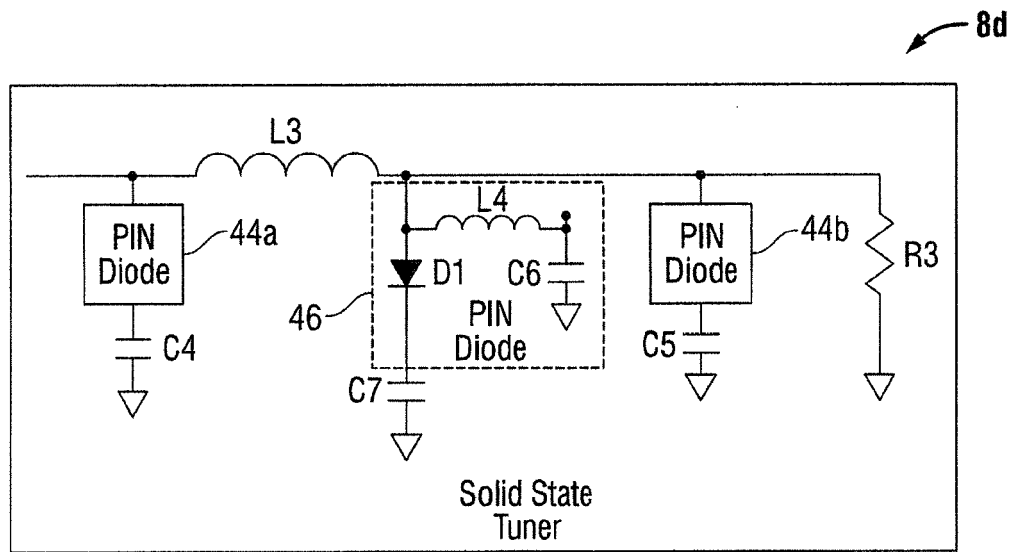 8d
L3
L4
PIN
Diode
44a
D1
C6
PIN
Diode
44b
R3
46
PIN
Diode
C4
C7
C5
Solid State
Tuner